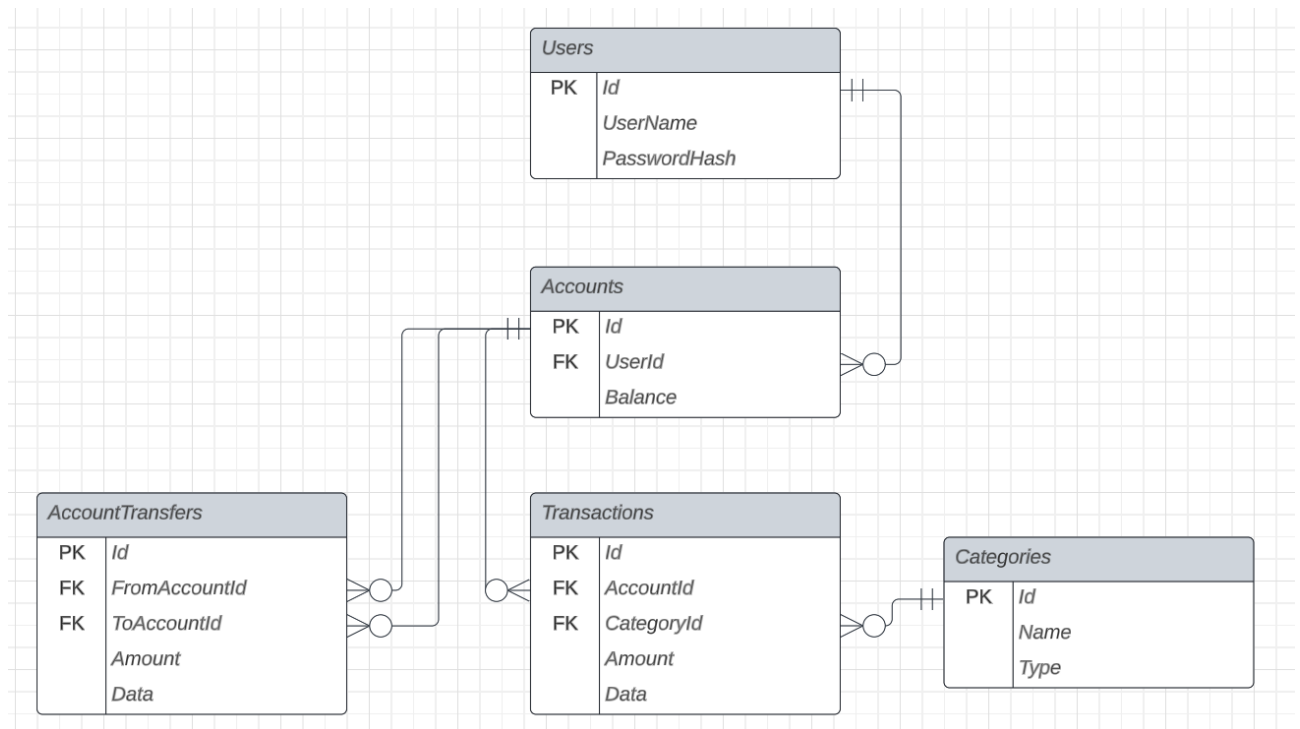 Users
PK Id
UserName
PasswordHash
Accounts
PK Id
FK UserId
Balance
AccountTransfers
PK Id
FK FromAccountId
FK ToAccountId
Amount
Data
Transactions
PK Id
FK AccountId
FK CategoryId
Amount
Data
Categories
PK Id
Name
Type